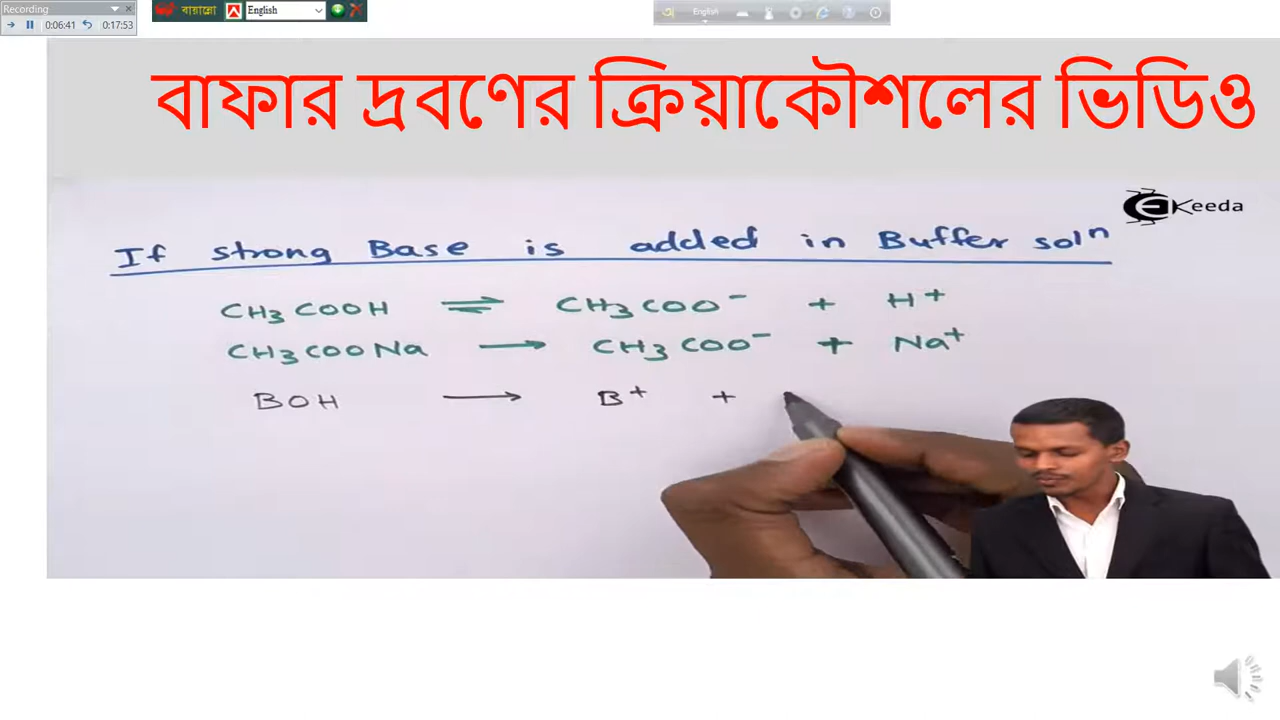 Recording
0:06:41 0:17:53
বায়ান্নো English
English
বাফার দ্রবণের ক্রিয়াকৌশলের ভিডিও
Keeda
If strong Base is added in Buffer solⁿ
CH₃COOH ⇌ CH₃COO⁻ + H⁺
CH₃COONa → CH₃COO⁻ + Na⁺
BOH → B⁺ +